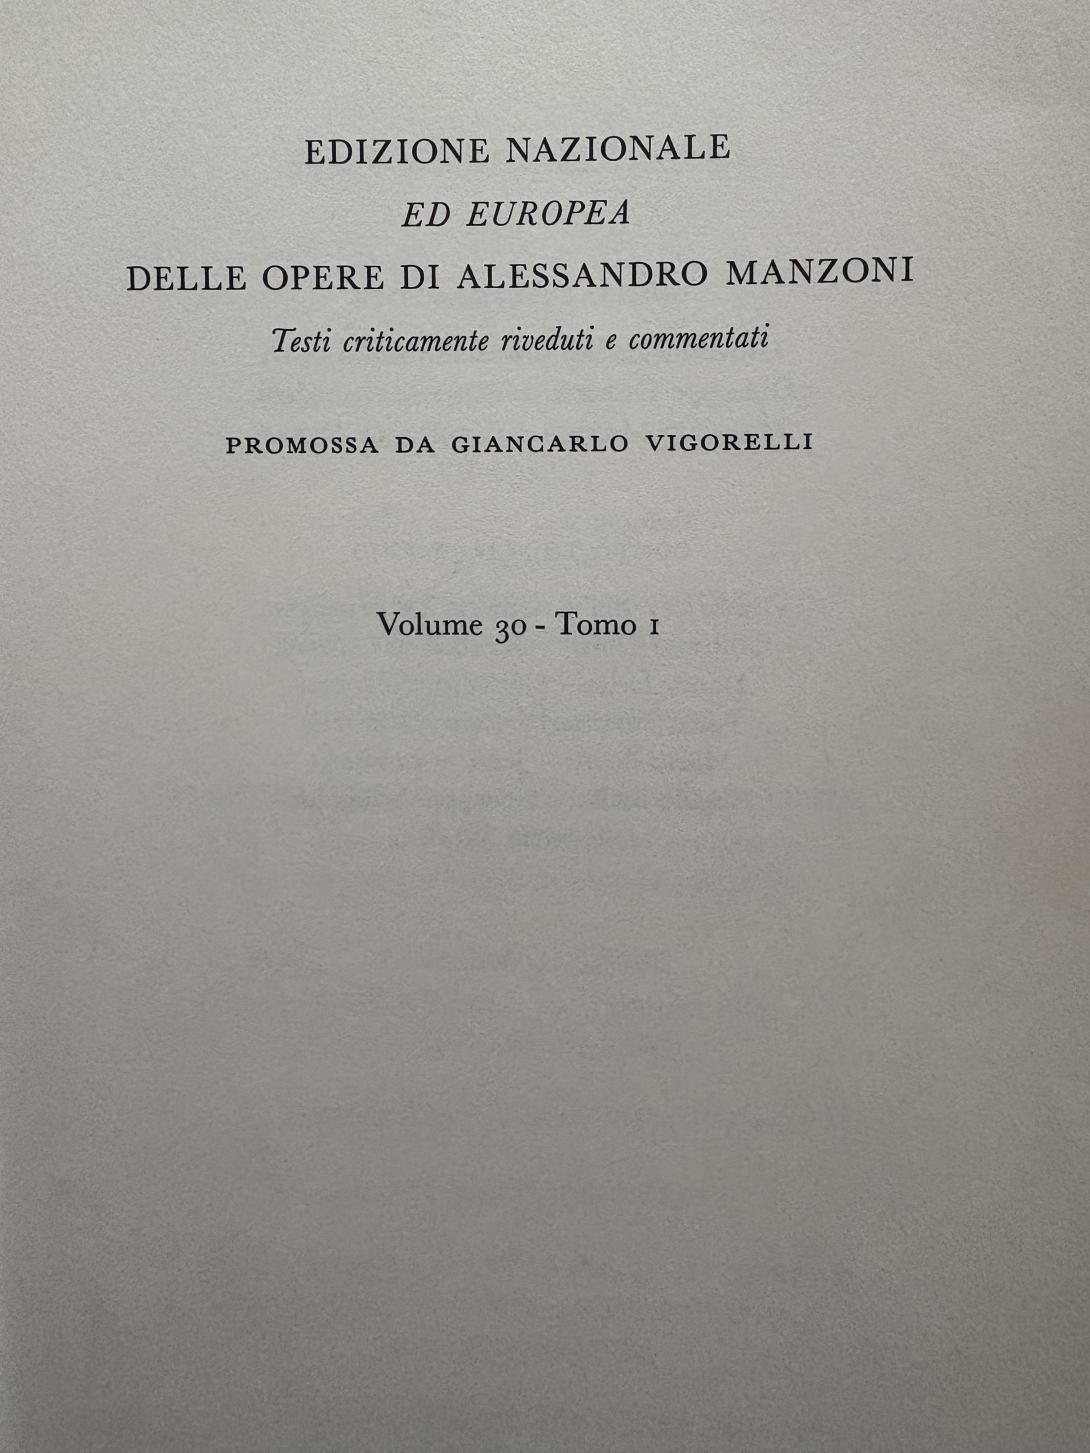 EDIZIONE NAZIONALE
ED EUROPEA
DELLE OPERE DI ALESSANDRO MANZONI
Testi criticamente riveduti e commentati
PROMOSSA DA GIANCARLO VIGORELLI
Volume 30 - Tomo I